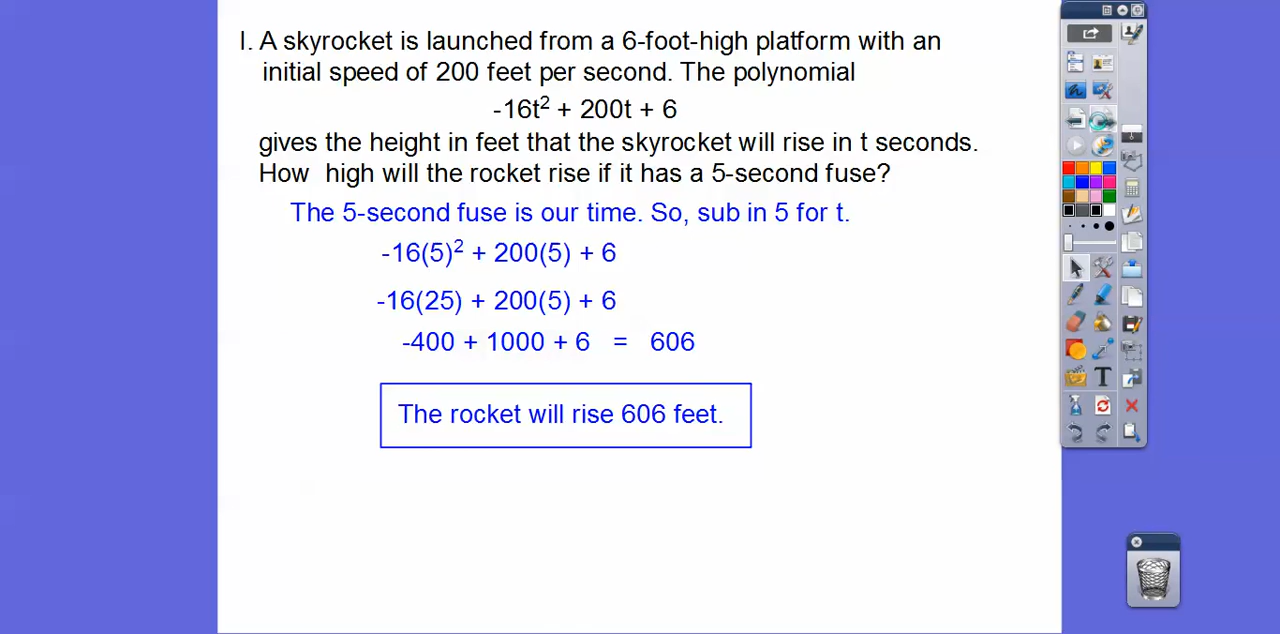 I. A skyrocket is launched from a 6-foot-high platform with an
initial speed of 200 feet per second. The polynomial
-16t² + 200t + 6
gives the height in feet that the skyrocket will rise in t seconds.
How high will the rocket rise if it has a 5-second fuse?
The 5-second fuse is our time. So, sub in 5 for t.
-16(5)² + 200(5) + 6
-16(25) + 200(5) + 6
-400 + 1000 + 6 = 606
The rocket will rise 606 feet.
T